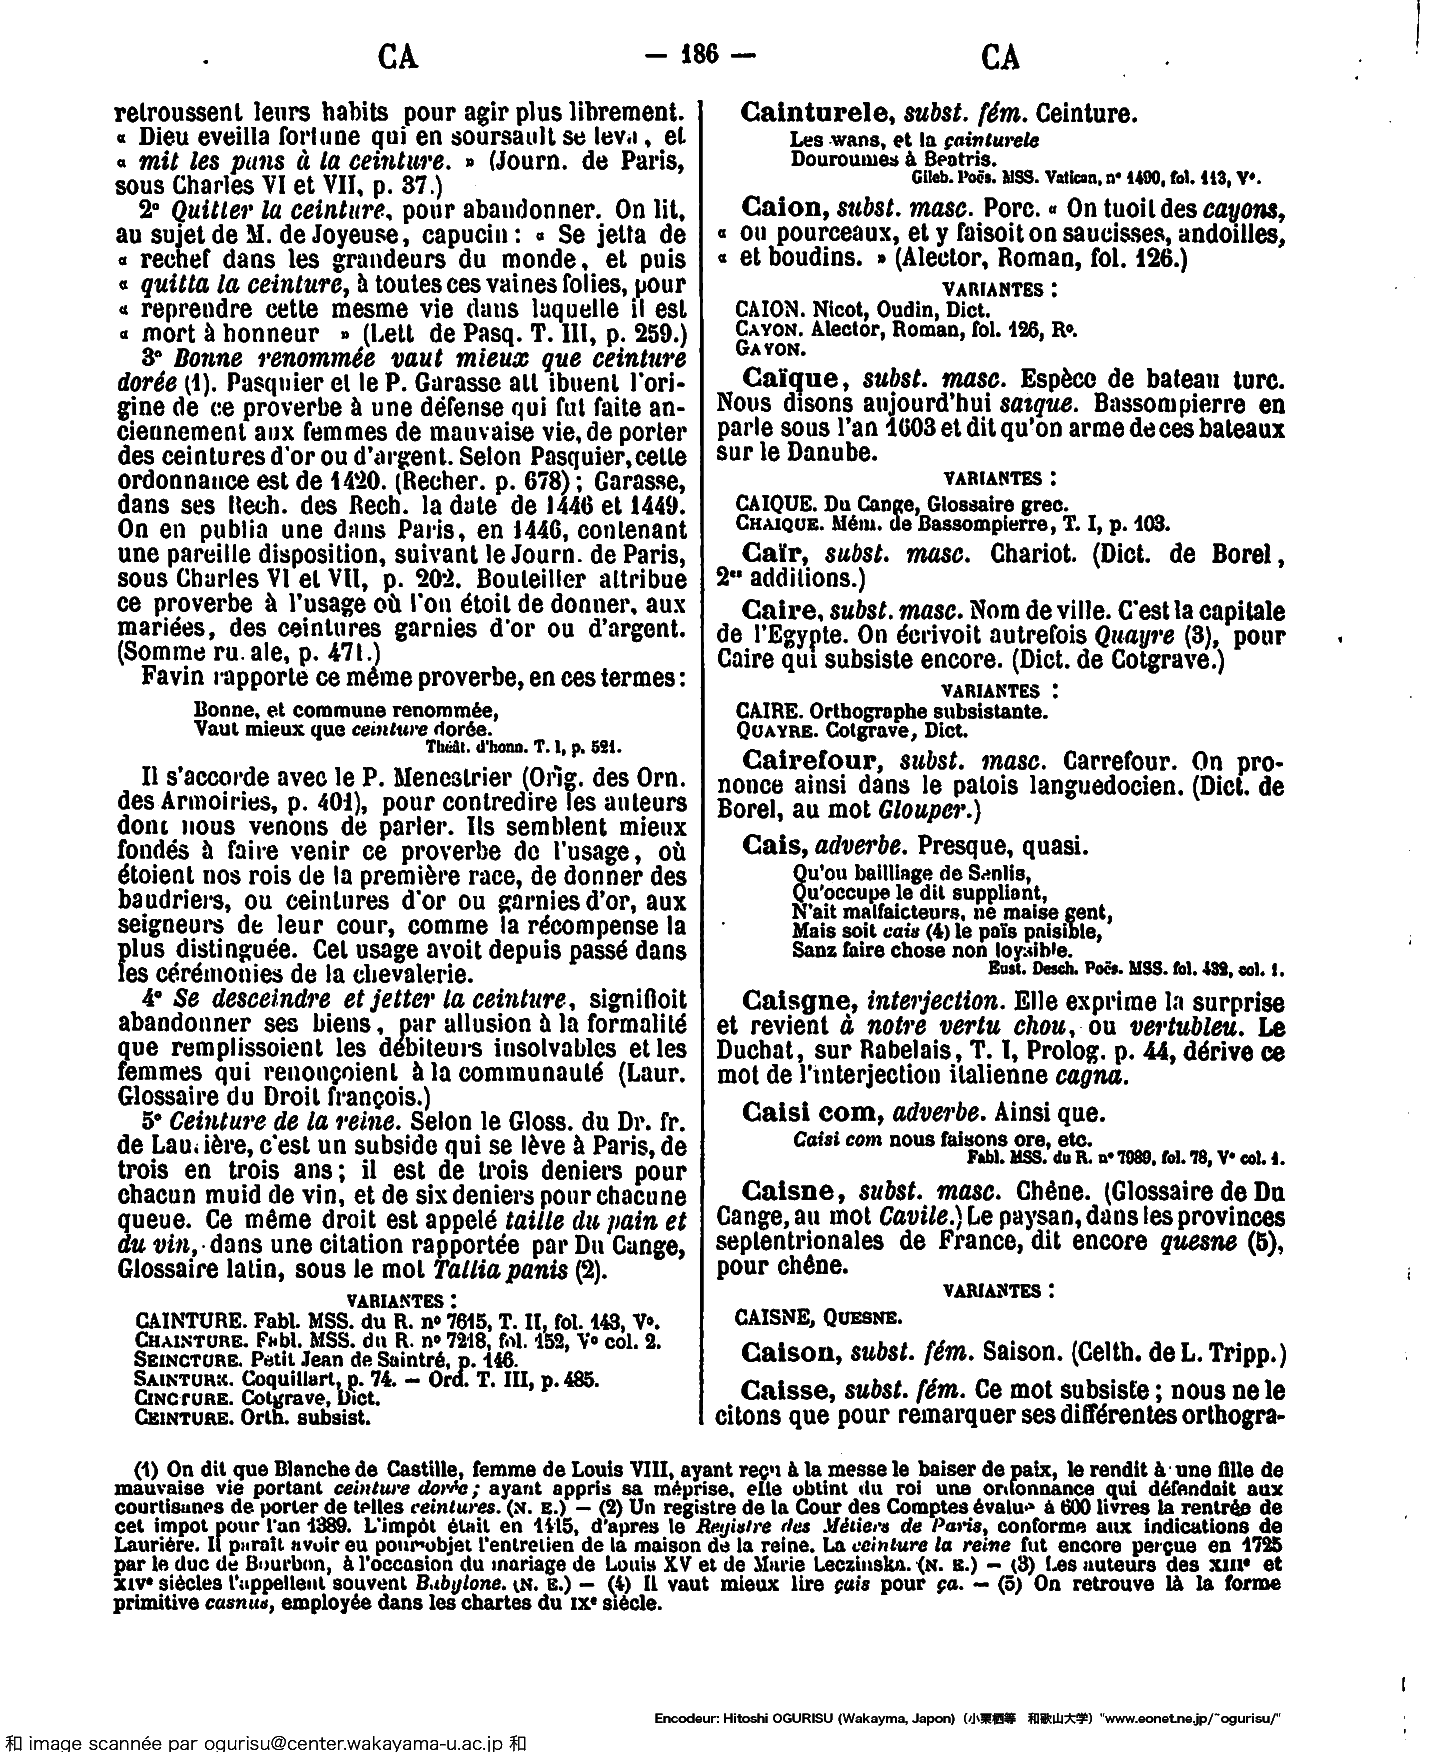 CA
— 186 —
CA
retroussent leurs habits pour agir plus librement.
« Dieu eveilla fortune qui en soursault se leva, et
« mit les pans à la ceinture. » (Journ. de Paris,
sous Charles VI et VII, p. 37.)
2° Quitter la ceinture, pour abandonner. On lit,
au sujet de M. de Joyeuse, capucin : « Se jetta de
« rechef dans les grandeurs du monde, et puis
« quitta la ceinture, à toutes ces vaines folies, pour
« reprendre cette mesme vie dans laquelle il est
« mort à honneur » (Lett de Pasq. T. III, p. 259.)
3° Bonne renommée vaut mieux que ceinture
dorée (1). Pasquier et le P. Garasse att ibuent l'ori-
gine de ce proverbe à une défense qui fut faite an-
ciennement aux femmes de mauvaise vie, de porter
des ceintures d'or ou d'argent. Selon Pasquier, cette
ordonnance est de 1420. (Recher. p. 678) ; Garasse,
dans ses Rech. des Rech. la date de 1446 et 1449.
On en publia une dans Paris, en 1446, contenant
une pareille disposition, suivant le Journ. de Paris,
sous Charles VI et VII, p. 202. Bouteiller attribue
ce proverbe à l'usage où l'on étoit de donner, aux
mariées, des ceintures garnies d'or ou d'argent.
(Somme ru. ale, p. 471.)
Favin rapporte ce même proverbe, en ces termes :
Bonne, et commune renommée,
Vaut mieux que ceinture dorée.
Théât. d'honn. T. I, p. 521.
Il s'accorde avec le P. Menestrier (Orig. des Orn.
des Armoiries, p. 401), pour contredire les auteurs
dont nous venons de parler. Ils semblent mieux
fondés à faire venir ce proverbe de l'usage, où
étoient nos rois de la première race, de donner des
baudriers, ou ceintures d'or ou garnies d'or, aux
seigneurs de leur cour, comme la récompense la
plus distinguée. Cet usage avoit depuis passé dans
les cérémonies de la chevalerie.
4° Se desceindre et jetter la ceinture, signifioit
abandonner ses biens, par allusion à la formalité
que remplissoient les débiteurs insolvables et les
femmes qui renonçoient à la communauté (Laur.
Glossaire du Droit françois.)
5° Ceinture de la reine. Selon le Gloss. du Dr. fr.
de Laurière, c'est un subside qui se lève à Paris, de
trois en trois ans ; il est de trois deniers pour
chacun muid de vin, et de six deniers pour chacune
queue. Ce même droit est appelé taille du pain et
du vin, dans une citation rapportée par Du Cange,
Glossaire latin, sous le mot Tallia panis (2).
VARIANTES :
CAINTURE. Fabl. MSS. du R. n° 7615, T. II, fol. 143, V°.
CHAINTURE. Fabl. MSS. du R. n° 7218, fol. 152, V° col. 2.
SEINCTURE. Petit Jean de Saintré, p. 146.
SAINTURE. Coquillart, p. 74. — Ord. T. III, p. 485.
CINCTURE. Cotgrave, Dict.
CEINTURE. Orth. subsist.
Cainturele, subst. fém. Ceinture.
Les wans, et la çainturele
Douroumes à Beatris.
Gileb. Poës. MSS. Vatican, n° 1490, fol. 113, V°.
Caion, subst. masc. Porc. « On tuoit des cayons,
« ou pourceaux, et y faisoit on saucisses, andoilles,
« et boudins. » (Alector, Roman, fol. 126.)
VARIANTES :
CAION. Nicot, Oudin, Dict.
CAYON. Alector, Roman, fol. 126, R°.
GAYON.
Caïque, subst. masc. Espèce de bateau turc.
Nous disons aujourd'hui saïque. Bassompierre en
parle sous l'an 1603 et dit qu'on arme de ces bateaux
sur le Danube.
VARIANTES :
CAIQUE. Du Cange, Glossaire grec.
CHAIQUE. Mém. de Bassompierre, T. I, p. 103.
Caïr, subst. masc. Chariot. (Dict. de Borel,
2es additions.)
Caire, subst. masc. Nom de ville. C'est la capitale
de l'Egypte. On écrivoit autrefois Quayre (3), pour
Caire qui subsiste encore. (Dict. de Cotgrave.)
VARIANTES :
CAIRE. Orthographe subsistante.
QUAYRE. Cotgrave, Dict.
Cairefour, subst. masc. Carrefour. On pro-
nonce ainsi dans le patois languedocien. (Dict. de
Borel, au mot Glouper.)
Cais, adverbe. Presque, quasi.
Qu'ou bailliage de Senlis,
Qu'occupe le dit suppliant,
N'ait malfaicteurs, ne maise gent,
Mais soit cais (4) le païs paisible,
Sanz faire chose non loysible.
Eust. Desch. Poës. MSS. fol. 432, col. 1.
Caisgne, interjection. Elle exprime la surprise
et revient à notre vertu chou, ou vertubleu. Le
Duchat, sur Rabelais, T. I, Prolog. p. 44, dérive ce
mot de l'interjection italienne cagna.
Caisi com, adverbe. Ainsi que.
Caisi com nous faisons ore, etc.
Fabl. MSS. du R. n° 7989, fol. 78, V° col. 1.
Caisne, subst. masc. Chêne. (Glossaire de Du
Cange, au mot Cavile.) Le paysan, dans les provinces
septentrionales de France, dit encore quesne (5),
pour chêne.
VARIANTES :
CAISNE, QUESNE.
Caison, subst. fém. Saison. (Celth. de L. Tripp.)
Caisse, subst. fém. Ce mot subsiste ; nous ne le
citons que pour remarquer ses différentes orthogra-
(1) On dit que Blanche de Castille, femme de Louis VIII, ayant reçu à la messe le baiser de paix, le rendit à une fille de
mauvaise vie portant ceinture dorée ; ayant appris sa méprise, elle obtint du roi une ordonnance qui défendait aux
courtisanes de porter de telles ceintures. (N. E.) — (2) Un registre de la Cour des Comptes évalue à 600 livres la rentrée de
cet impot pour l'an 1389. L'impôt était en 1415, d'apres le Registre des Métiers de Paris, conforme aux indications de
Laurière. Il paraît avoir eu pour objet l'entretien de la maison de la reine. La ceinture la reine fut encore perçue en 1725
par le duc de Bourbon, à l'occasion du mariage de Louis XV et de Marie Leczinska. (N. E.) — (3) Les auteurs des XIIIe et
XIVe siècles l'appellent souvent Babylone. (N. E.) — (4) Il vaut mieux lire çais pour ça. — (5) On retrouve là la forme
primitive casnus, employée dans les chartes du IXe siècle.
Encodeur: Hitoshi OGURISU (Wakayma, Japon) (小栗栖等 和歌山大学) "www.eonet.ne.jp/~ogurisu/"
和 image scannée par ogurisu@center.wakayama-u.ac.jp 和